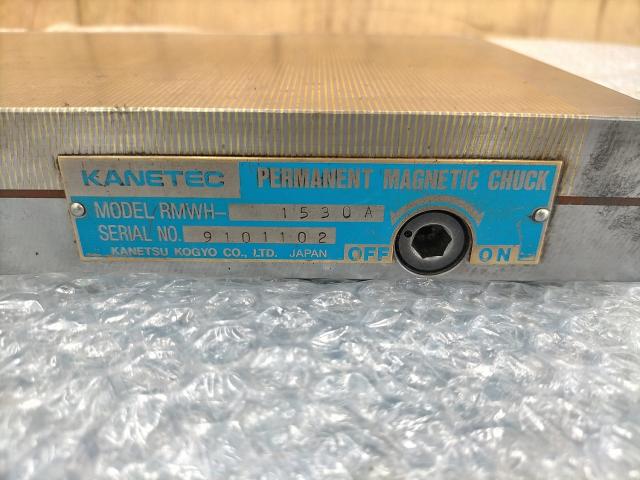 KANETEC PERMANENT MAGNETIC CHUCK
MODEL/RMWH- 1530A
SERIAL NO. 9101102
KANETSU KOGYO CO., LTD. JAPAN OFF ON